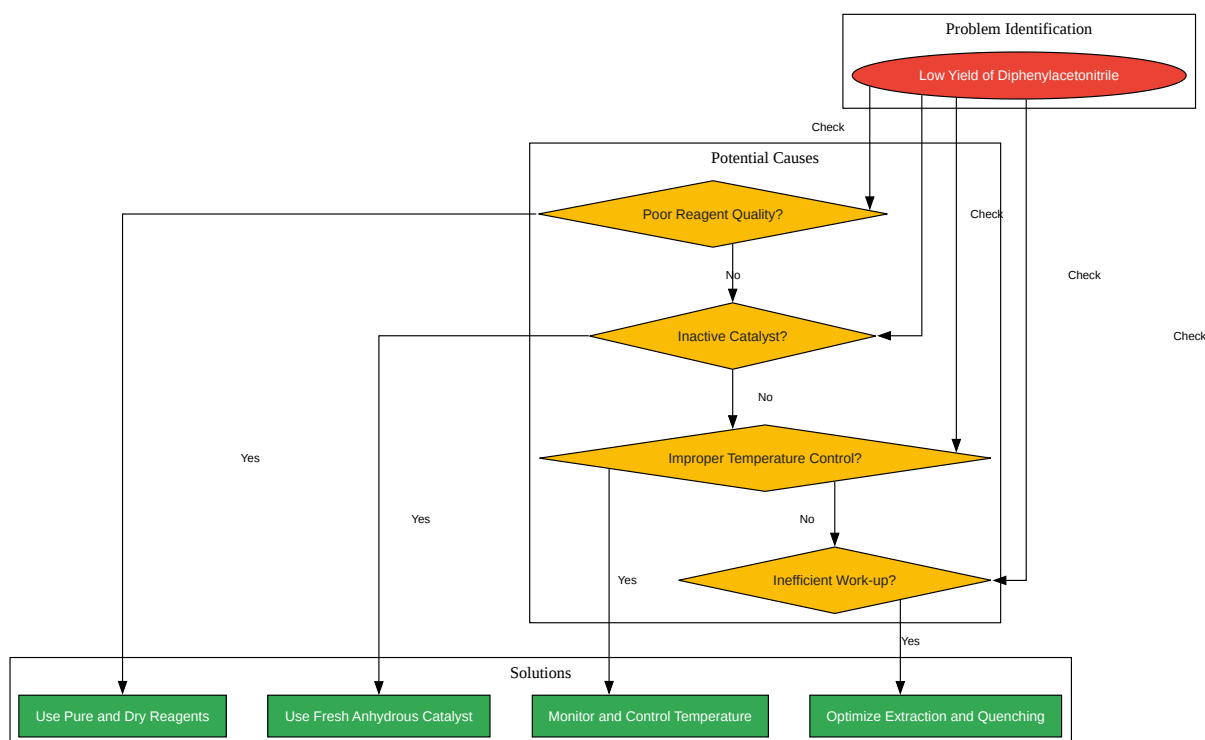 Problem Identification
Low Yield of Diphenylacetonitrile
Check
Potential Causes
Poor Reagent Quality?
Check
No
Check
Inactive Catalyst?
Check
No
Improper Temperature Control?
Yes
Yes
No
Inefficient Work-up?
Yes
Yes
Solutions
Use Pure and Dry Reagents
Use Fresh Anhydrous Catalyst
Monitor and Control Temperature
Optimize Extraction and Quenching